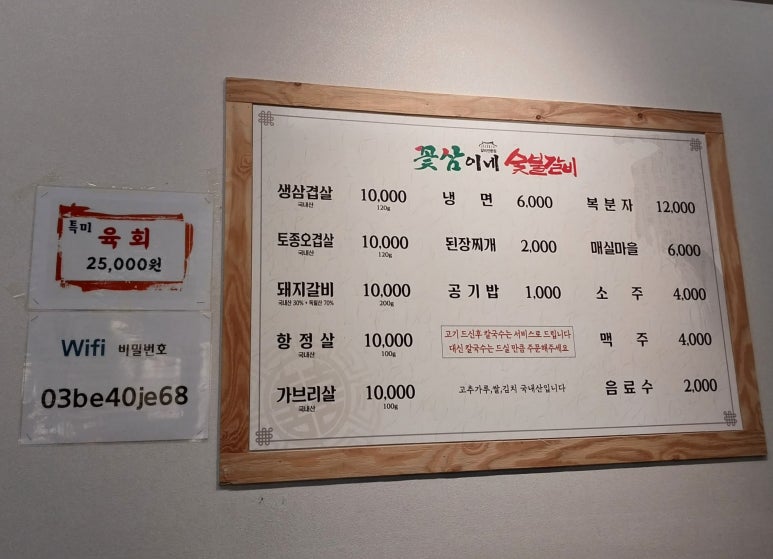 특미
육회
25,000원
Wifi 비밀번호
03be40je68
꽃삼이네 숯불갈비
생삼겹살 10,000
국내산 120g
토종오겹살 10,000
국내산 120g
돼지갈비 10,000
국내산 30% + 독일산 70% 200g
항정살 10,000
국내산 100g
가브리살 10,000
국내산 100g
냉면 6,000
된장찌개 2,000
공기밥 1,000
고기 드신후 칼국수는 서비스로 드립니다
대신 칼국수는 드실 만큼 주문해주세요
고추가루,쌀,김치 국내산입니다
복분자 12,000
매실마을 6,000
소주 4,000
맥주 4,000
음료수 2,000